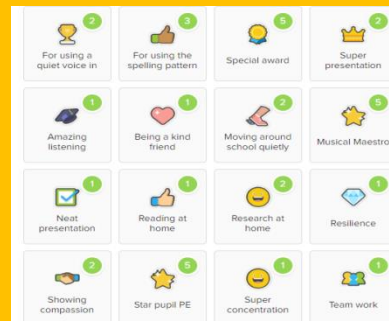 2
For using a
quiet voice in
3
For using the
spelling pattern
5
Special award
2
Super
presentation
1
Amazing
listening
1
Being a kind
friend
2
Moving around
school quietly
5
Musical Maestro
1
Neat
presentation
1
Reading at
home
2
Research at
home
1
Resilience
2
Showing
compassion
5
Star pupil PE
1
Super
concentration
1
Team work